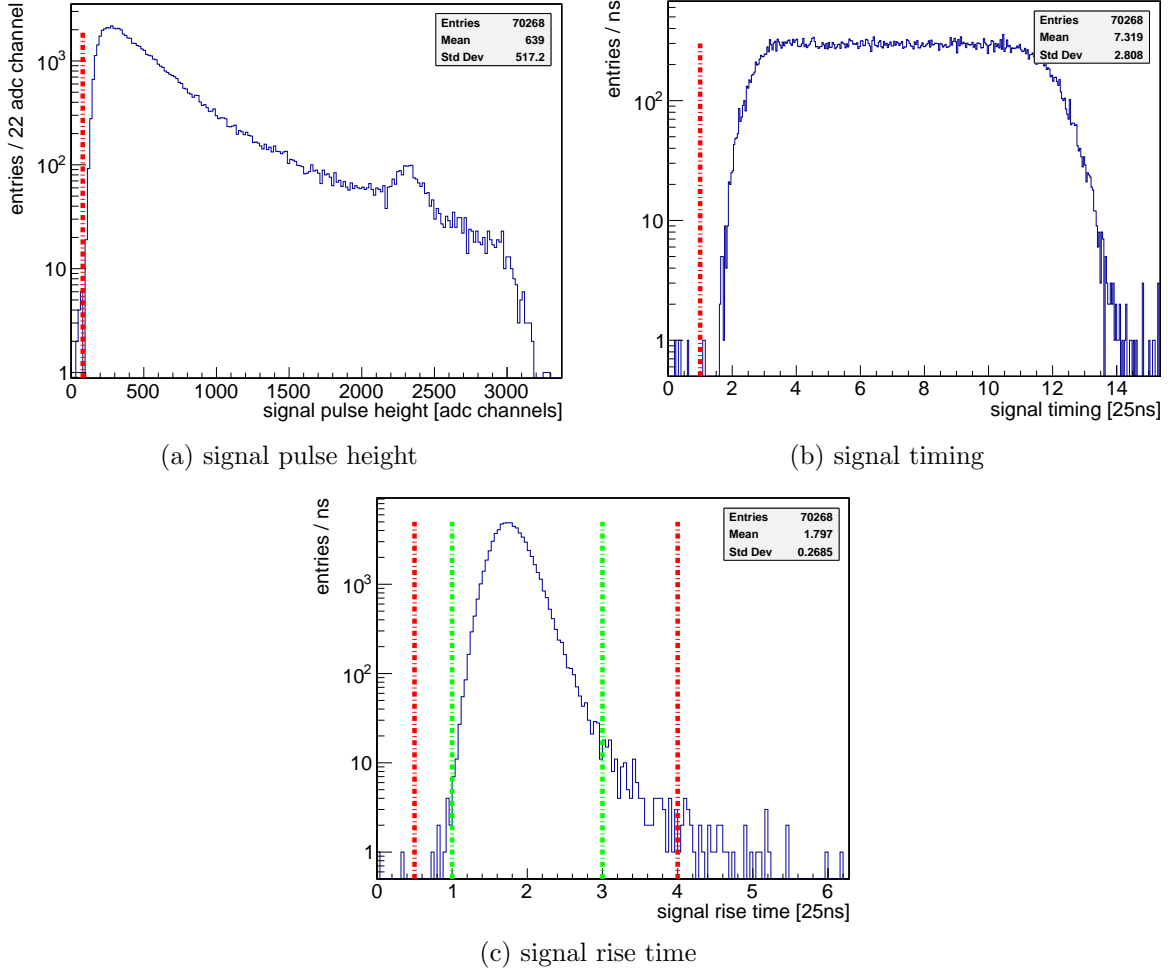 entries / 22 adc channel
10³
10²
10
1
Entries 70268
Mean 639
Std Dev 517.2
0 500 1000 1500 2000 2500 3000
signal pulse height [adc channels]
(a) signal pulse height
entries / ns
10²
10
1
Entries 70268
Mean 7.319
Std Dev 2.808
0 2 4 6 8 10 12 14
signal timing [25ns]
(b) signal timing
entries / ns
10³
10²
10
1
Entries 70268
Mean 1.797
Std Dev 0.2685
0 1 2 3 4 5 6
signal rise time [25ns]
(c) signal rise time